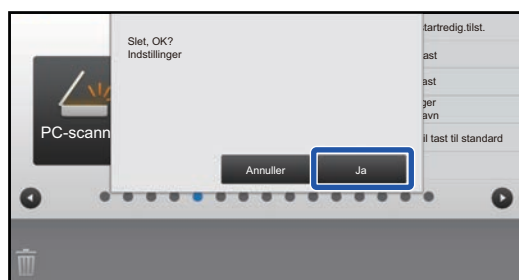 Slet, OK?
Indstillinger
tartredig.tilst.
ast
ast
ger
avn
il tast til standard
PC-scann
Annuller
Ja